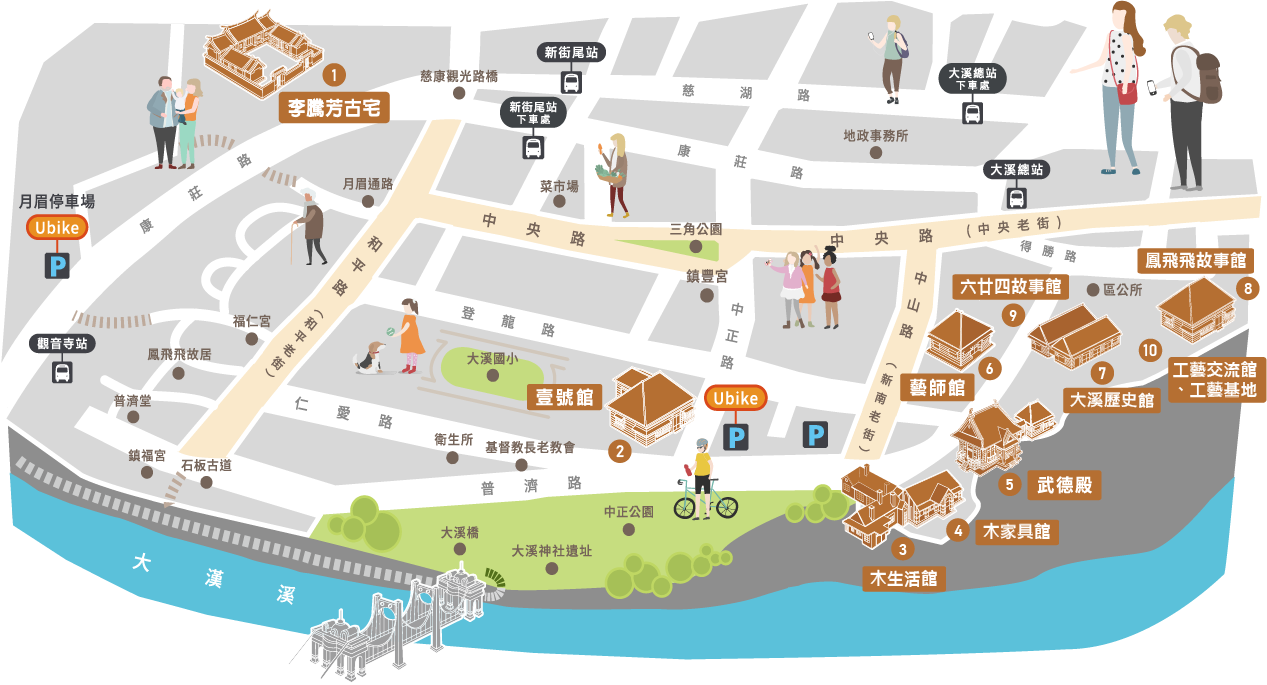 新街尾站
慈康觀光路橋
大溪總站
下車處
1
李騰芳古宅
新街尾站
下車處
慈湖路
地政事務所
康莊路
康莊路
菜市場
大溪總站
月眉通路
月眉停車場
Ubike
P
中央路
三角公園
中央路(中央老街)
得勝路
鳳飛飛故事館
8
鎮豐宮
和平路(和平老街)
六廿四故事館
9
區公所
中山路(新南老街)
中正路
登龍路
福仁宮
觀音寺站
鳳飛飛故居
大溪國小
10
工藝交流館
、工藝基地
6
藝師館
7
大溪歷史館
普濟堂
仁愛路
壹號館
2
Ubike
P
P
衛生所
基督教長老教會
鎮福宮
石板古道
普濟路
5
武德殿
中正公園
大溪橋
大溪神社遺址
4
木家具館
3
木生活館
大漢溪